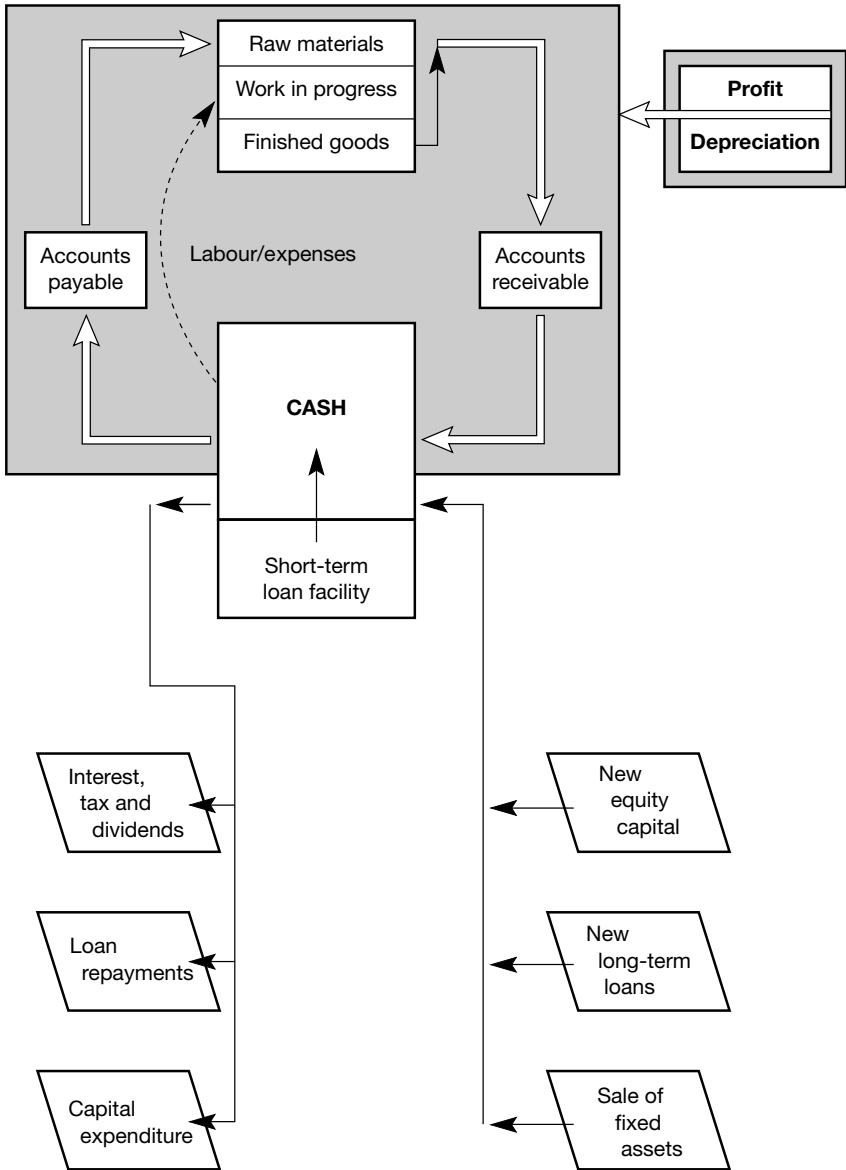 Raw materials
Work in progress
Finished goods
Profit
Depreciation
Accounts
payable
Labour/expenses
Accounts
receivable
CASH
Short-term
loan facility
Interest,
tax and
dividends
New
equity
capital
Loan
repayments
New
long-term
loans
Capital
expenditure
Sale of
fixed
assets